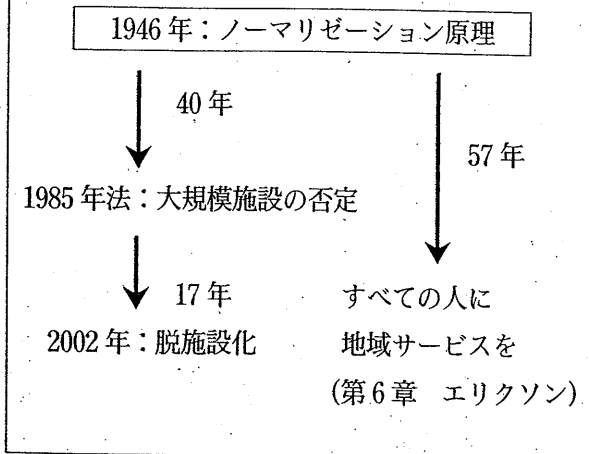 1946年：ノーマリゼーション原理
40年
57年
1985年法：大規模施設の否定
17年
2002年：脱施設化
すべての人に
地域サービスを
(第6章　エリクソン)